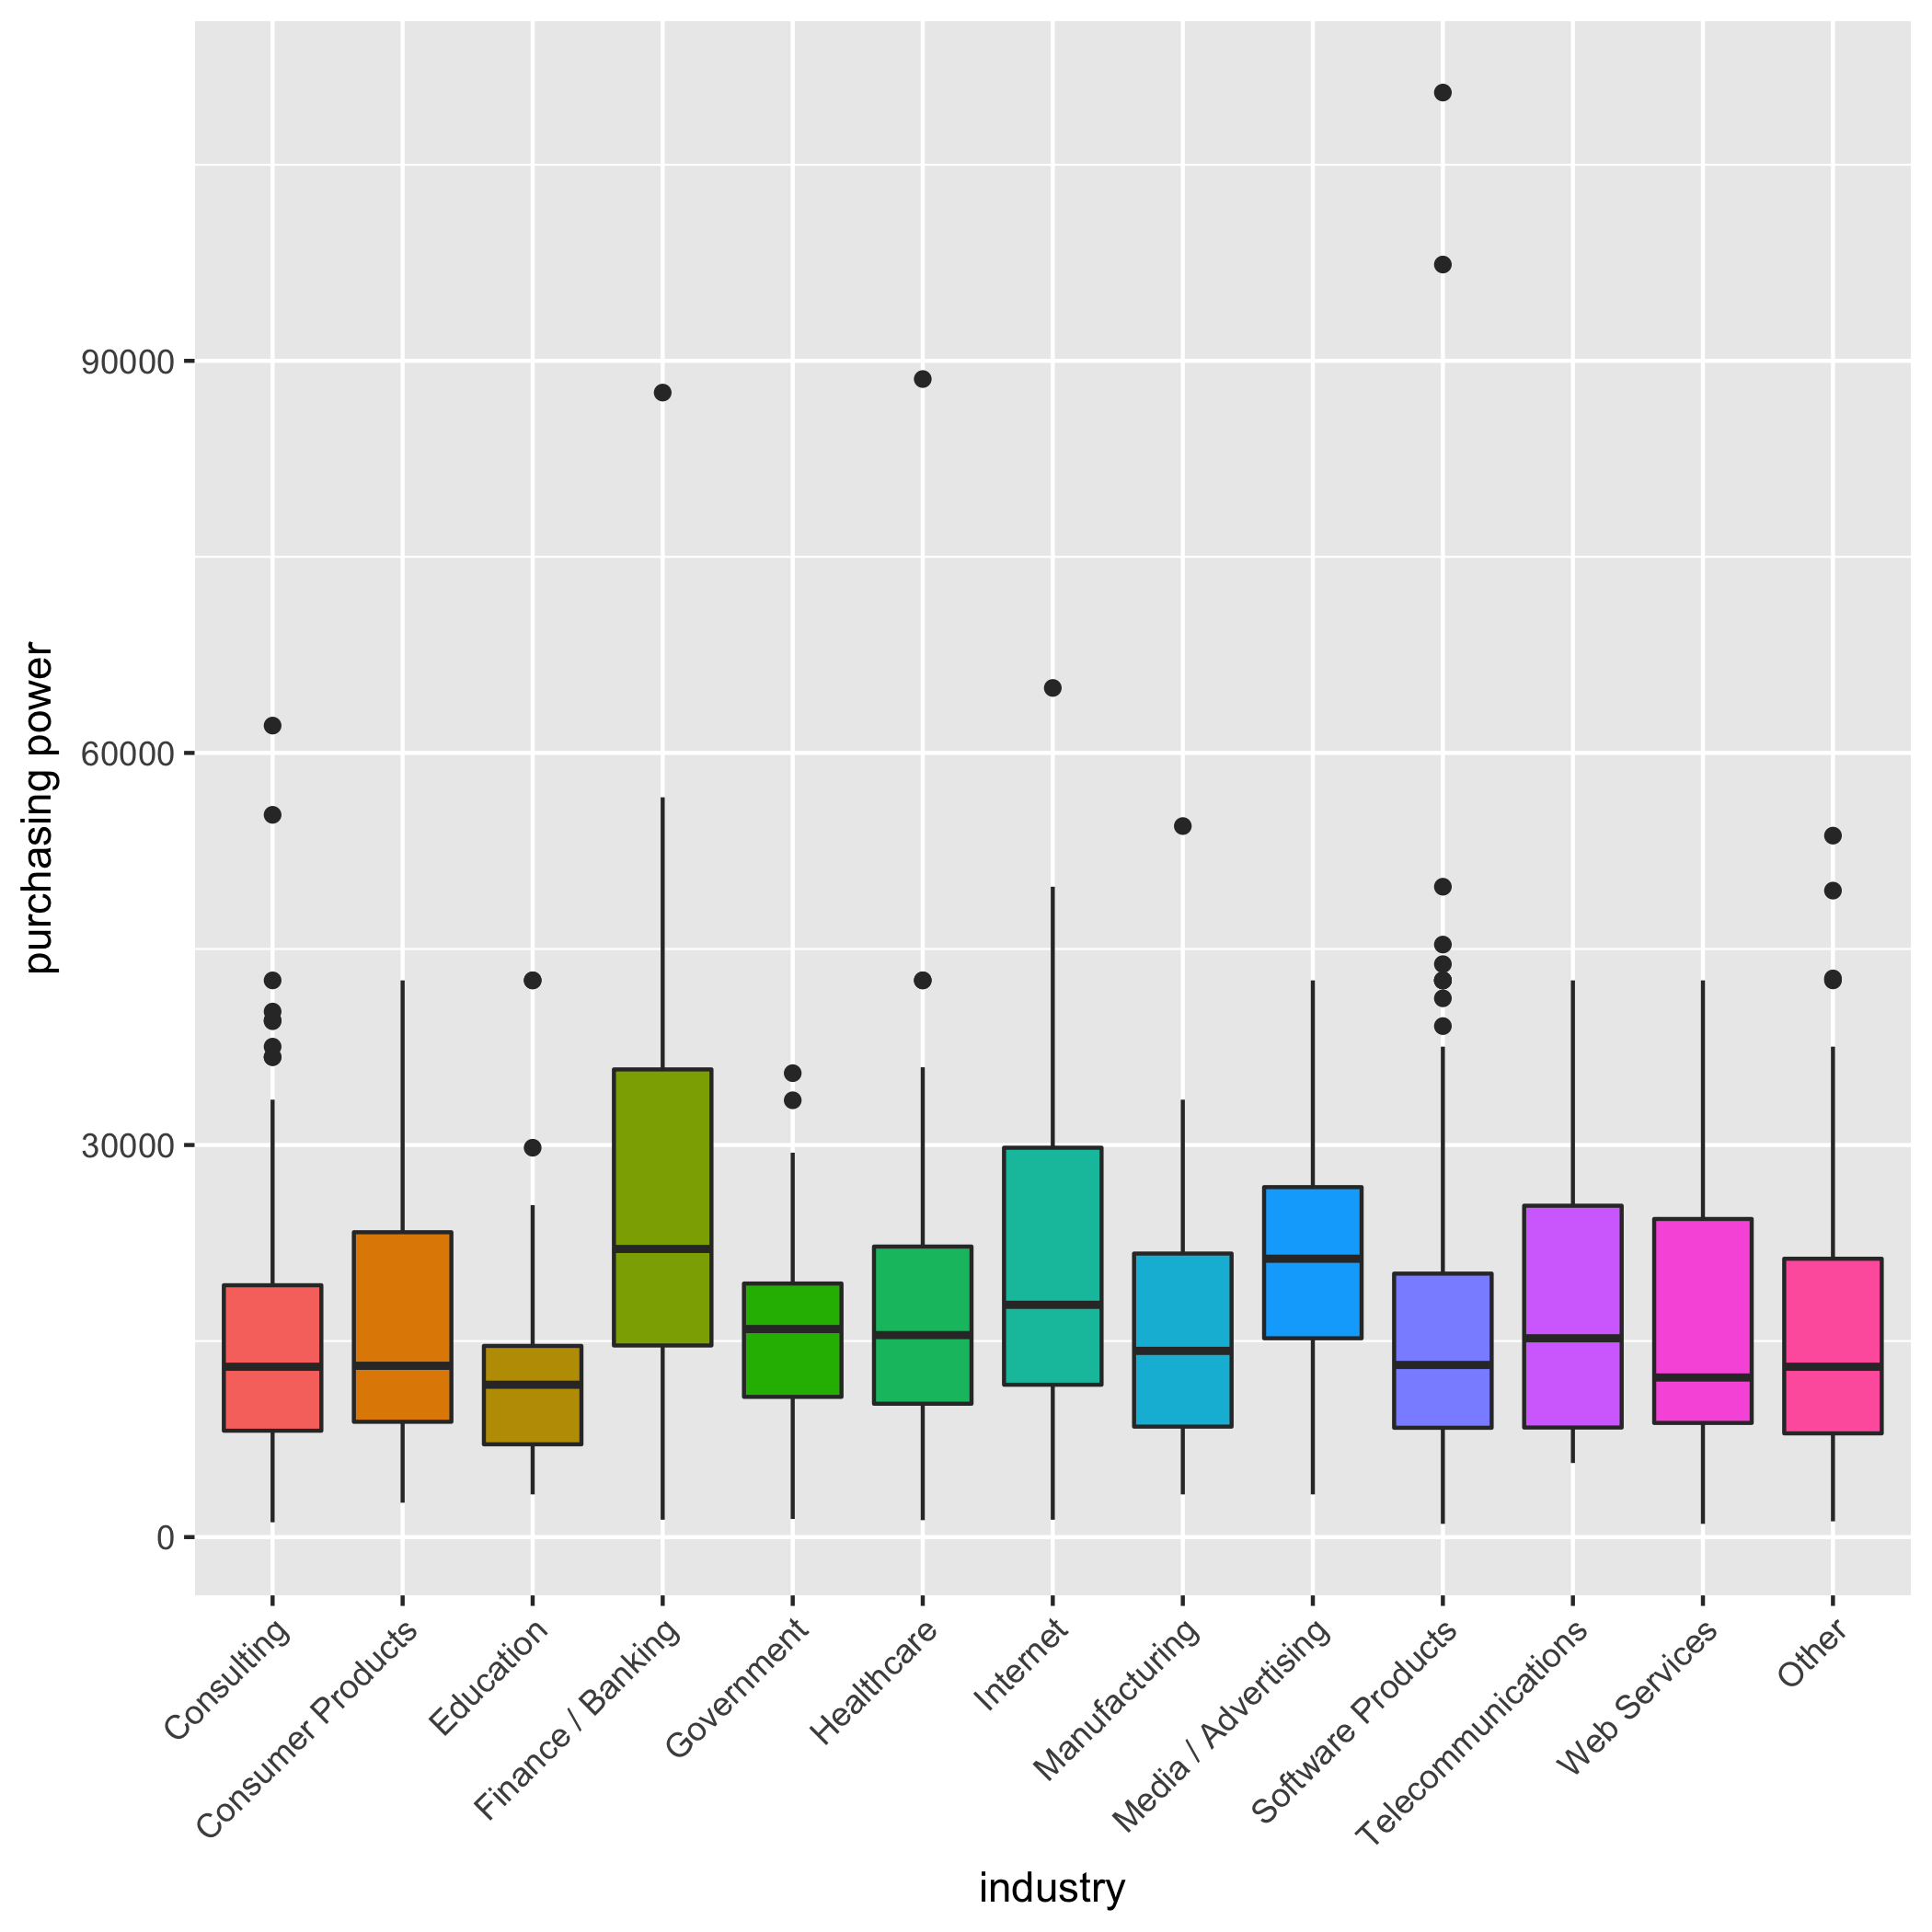 purchasing power
90000
60000
30000
0
Consulting
Consumer Products
Education
Finance / Banking
Government
Healthcare
Internet
Manufacturing
Media / Advertising
Software Products
Telecommunications
Web Services
Other
industry